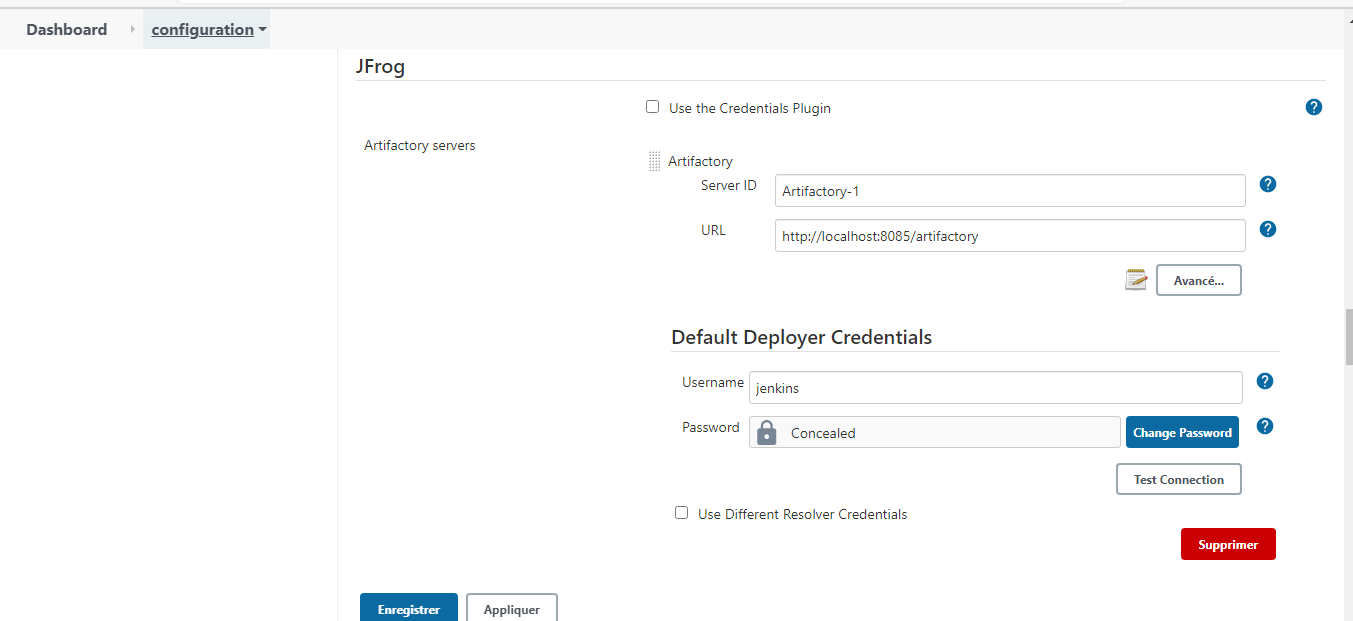 Dashboard configuration
JFrog
Use the Credentials Plugin
?
Artifactory servers
Artifactory
Server ID Artifactory-1 ?
URL http://localhost:8085/artifactory ?
Avancé...
Default Deployer Credentials
Username jenkins ?
Password Concealed Change Password ?
Test Connection
Use Different Resolver Credentials
Supprimer
Enregistrer Appliquer